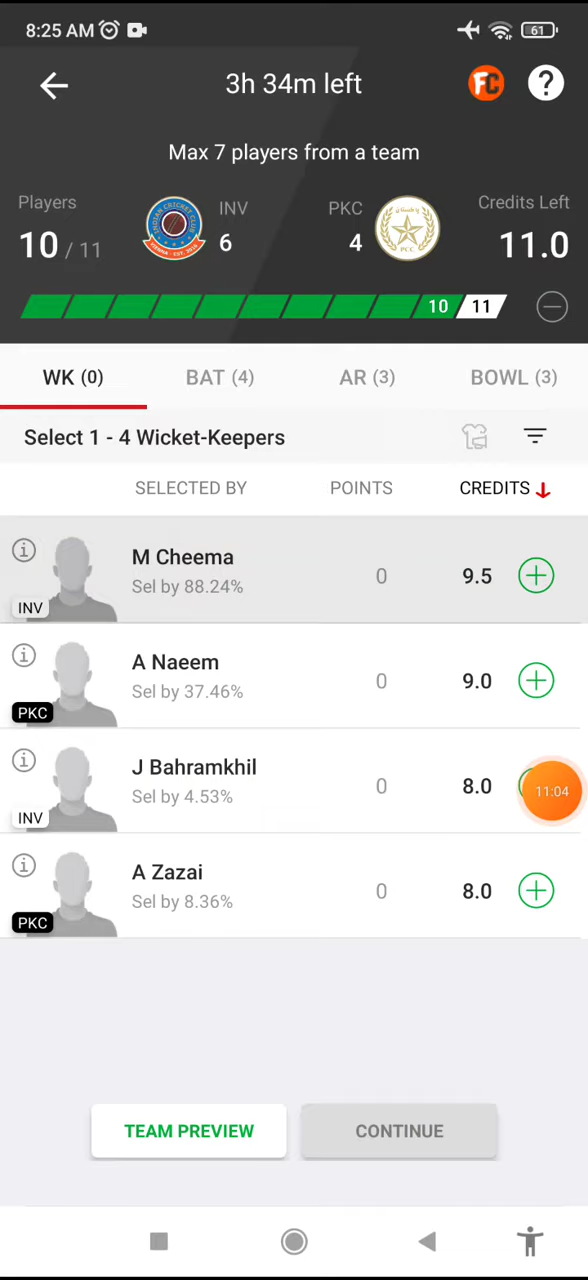 8:25 AM
61
3h 34m left
FC
?
Max 7 players from a team
Players
INV
PKC
Credits Left
10 / 11
6
4
11.0
PCC
10
11
WK (0)
BAT (4)
AR (3)
BOWL (3)
Select 1 - 4 Wicket-Keepers
SELECTED BY
POINTS
CREDITS
M Cheema
Sel by 88.24%
0
9.5
INV
A Naeem
Sel by 37.46%
0
9.0
PKC
J Bahramkhil
Sel by 4.53%
0
8.0
11:04
INV
A Zazai
Sel by 8.36%
0
8.0
PKC
TEAM PREVIEW
CONTINUE